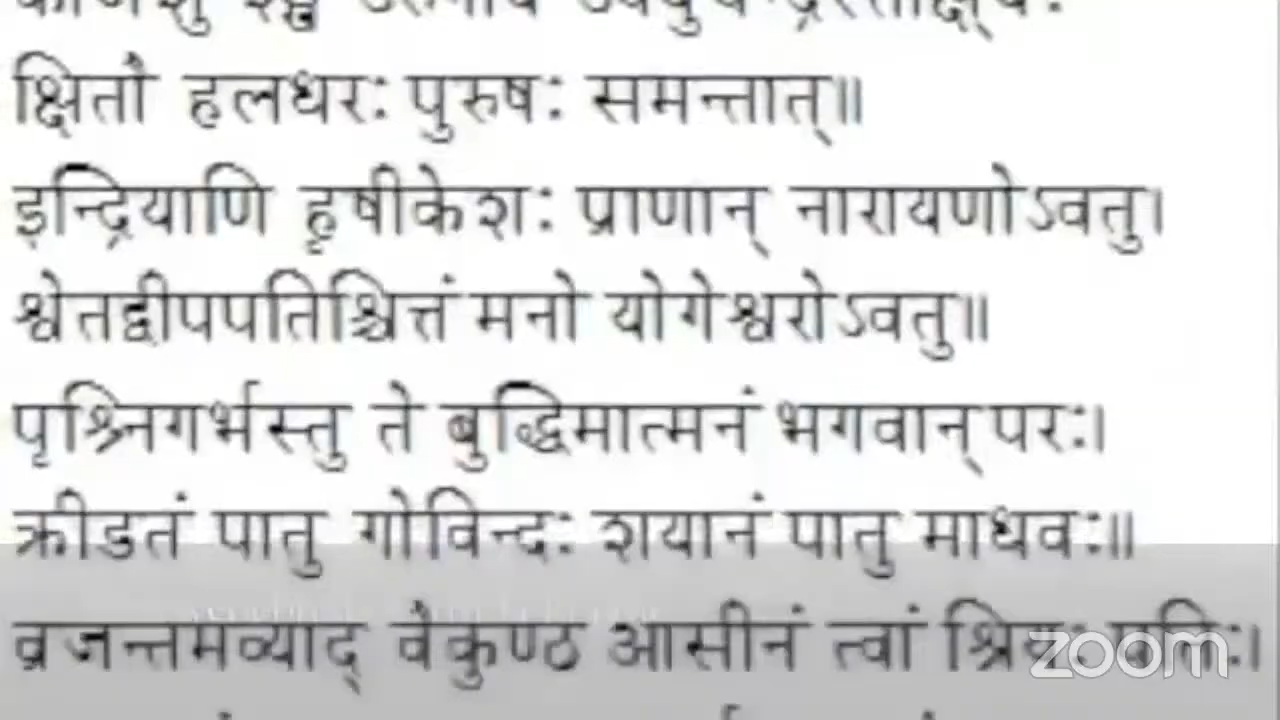 क्षितौ हलधरः पुरुषः समन्तात्॥
इन्द्रियाणि हृषीकेशः प्राणान् नारायणोऽवतु।
श्वेतद्वीपपतिश्चित्तं मनो योगेश्वरोऽवतु॥
पृश्निगर्भस्तु ते बुद्धिमात्मनं भगवान् परः।
क्रीडतं पातु गोविन्दः शयानं पातु माधवः॥
व्रजन्तमव्याद् वैकुण्ठ आसीनं त्वां श्रियः पतिः।
zoom